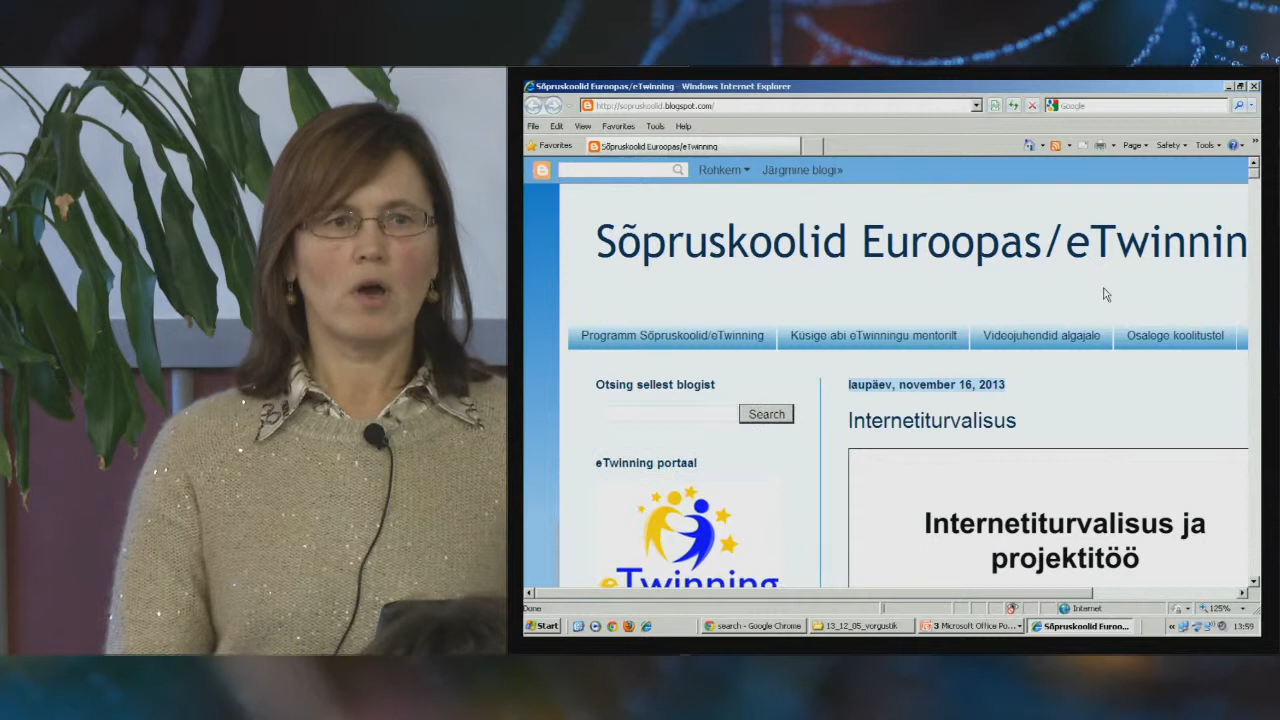 Sõpruskoolid Euroopas/eTwinning - Windows Internet Explorer
http://sopruskoolid.blogspot.com/
Google
File Edit View Favorites Tools Help
Favorites
Sõpruskoolid Euroopas/eTwinning
Page
Safety
Tools
Rohkem
Järgmine blogi»
Sõpruskoolid Euroopas/eTwinnin
Programm Sõpruskoolid/eTwinning
Küsige abi eTwinningu mentorilt
Videojuhendid algajale
Osalege koolitustel
Otsing sellest blogist
Search
eTwinning portaal
eTwinning
laupäev, november 16, 2013
Internetiturvalisus
Internetiturvalisus ja
projektitöö
Done
Internet
125%
Start
search - Google Chrome
13_12_05_vorgustik
3 Microsoft Office Po...
Sõpruskoolid Euroo...
13:59